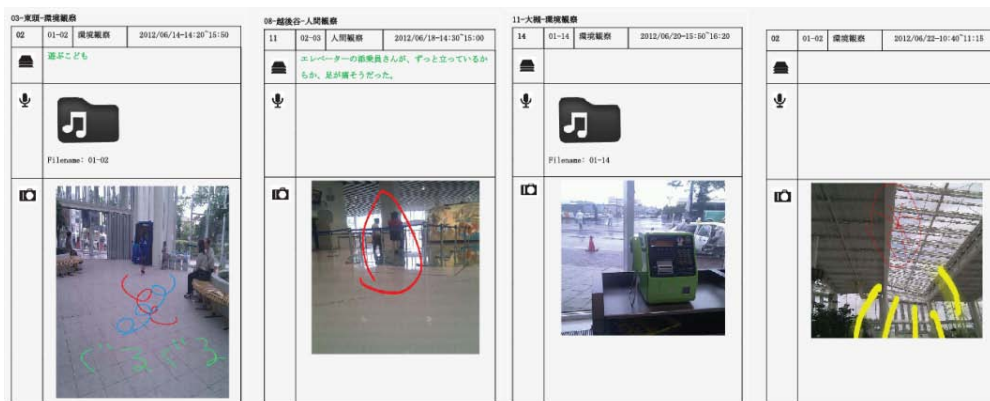 03-東頭-環境観察
02 01-02 環境観察 2012/06/14-14:20~15:50
遊ぶこども
Filename: 01-02
ぐるぐる
08-越後谷-人間観察
11 02-03 人間観察 2012/06/18-14:30~15:00
エレベーターの添乗員さんが、ずっと立っているか
らか、足が痛そうだった。
11-大槻-環境観察
14 01-14 環境観察 2012/06/20-15:50~16:20
Filename: 01-14
02 01-02 環境観察 2012/06/22-10:40~11:15